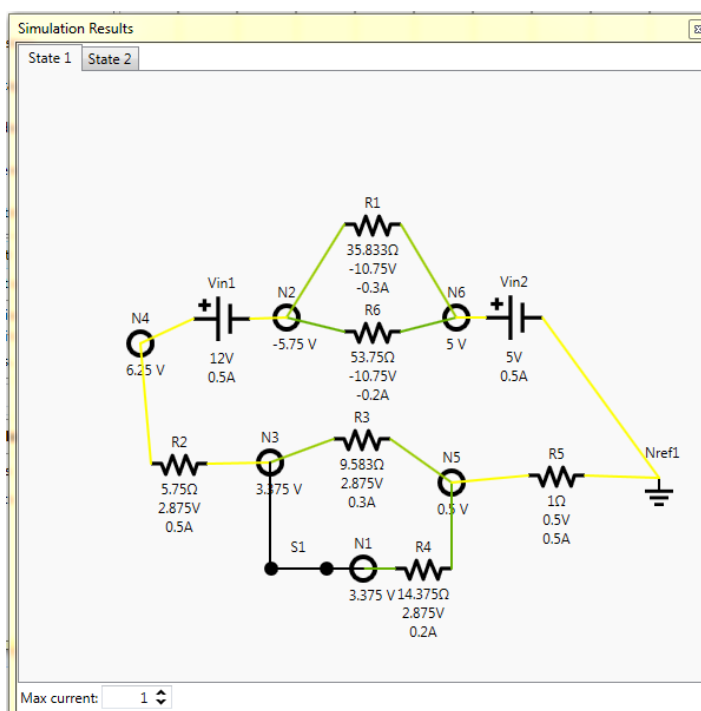 Simulation Results
State 1
State 2
R1
35.833Ω
-10.75V
-0.3A
Vin1
12V
0.5A
N2
-5.75 V
R6
53.75Ω
-10.75V
-0.2A
N6
5 V
Vin2
5V
0.5A
N4
6.25 V
R2
5.75Ω
2.875V
0.5A
N3
3.375 V
R3
9.583Ω
2.875V
0.3A
N5
0.5 V
R5
1Ω
0.5V
0.5A
Nref1
S1
N1
3.375 V
R4
14.375Ω
2.875V
0.2A
Max current: 1